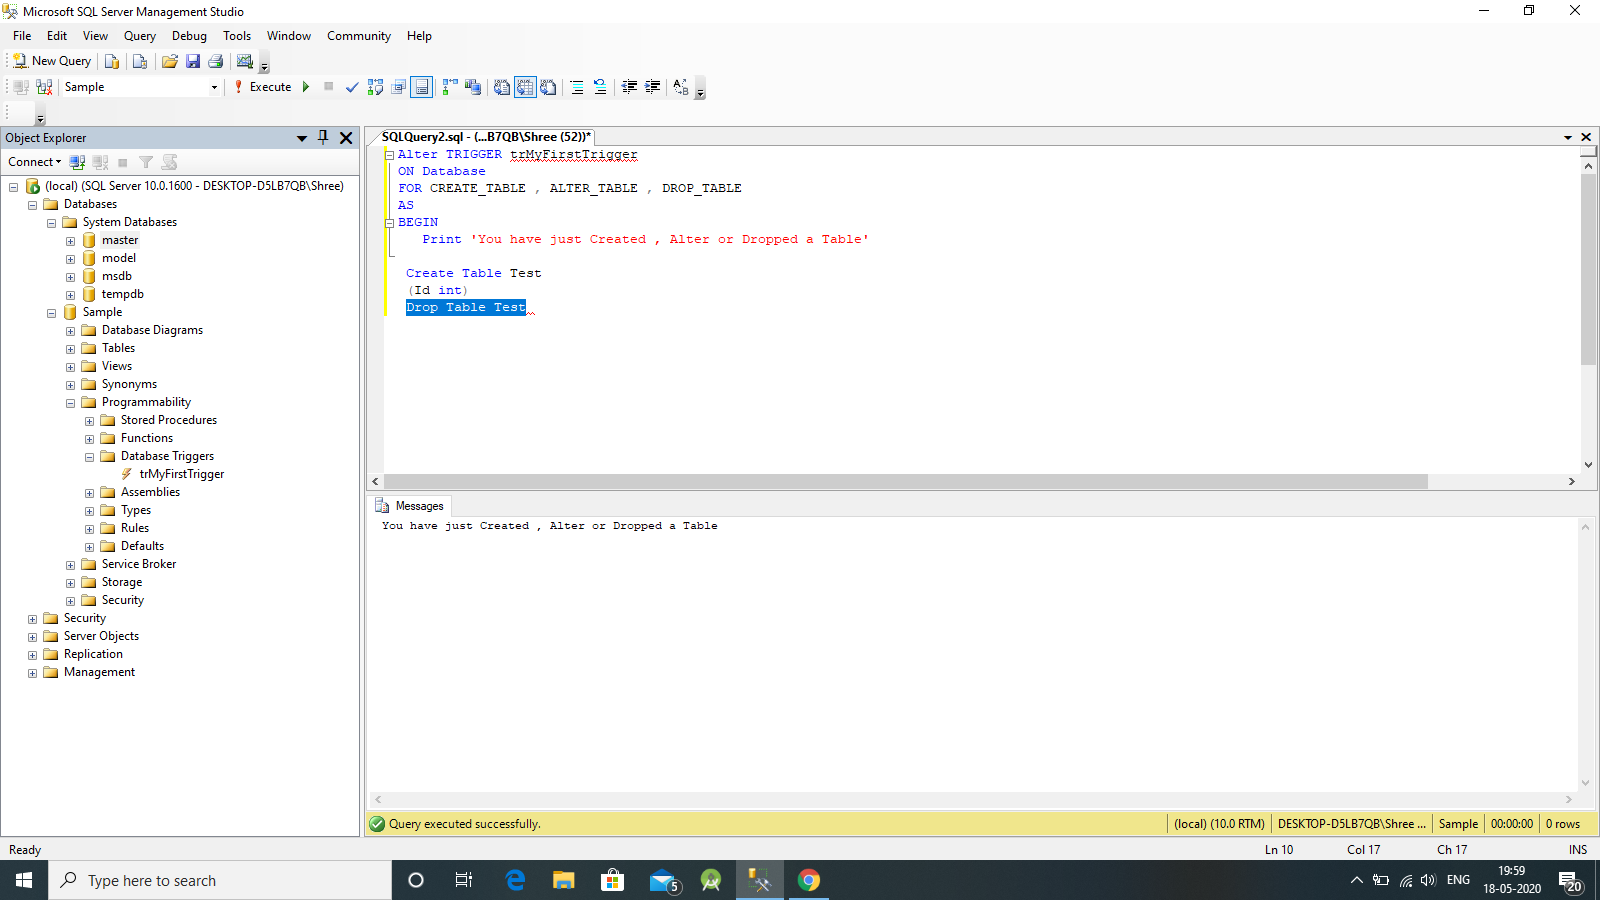 Microsoft SQL Server Management Studio
File Edit View Query Debug Tools Window Community Help
New Query
Sample Execute
Object Explorer
Connect
(local) (SQL Server 10.0.1600 - DESKTOP-D5LB7QB\Shree)
Databases
System Databases
master
model
msdb
tempdb
Sample
Database Diagrams
Tables
Views
Synonyms
Programmability
Stored Procedures
Functions
Database Triggers
trMyFirstTrigger
Assemblies
Types
Rules
Defaults
Service Broker
Storage
Security
Security
Server Objects
Replication
Management
SQLQuery2.sql - (...B7QB\Shree (52))*
Alter TRIGGER trMyFirstTrigger
ON Database
FOR CREATE_TABLE , ALTER_TABLE , DROP_TABLE
AS
BEGIN
Print 'You have just Created , Alter or Dropped a Table'
Create Table Test
(Id int)
Drop Table Test
Messages
You have just Created , Alter or Dropped a Table
Query executed successfully. (local) (10.0 RTM) DESKTOP-D5LB7QB\Shree ... Sample 00:00:00 0 rows
Ready Ln 10 Col 17 Ch 17 INS
Type here to search 5 ENG 19:59
18-05-2020 20